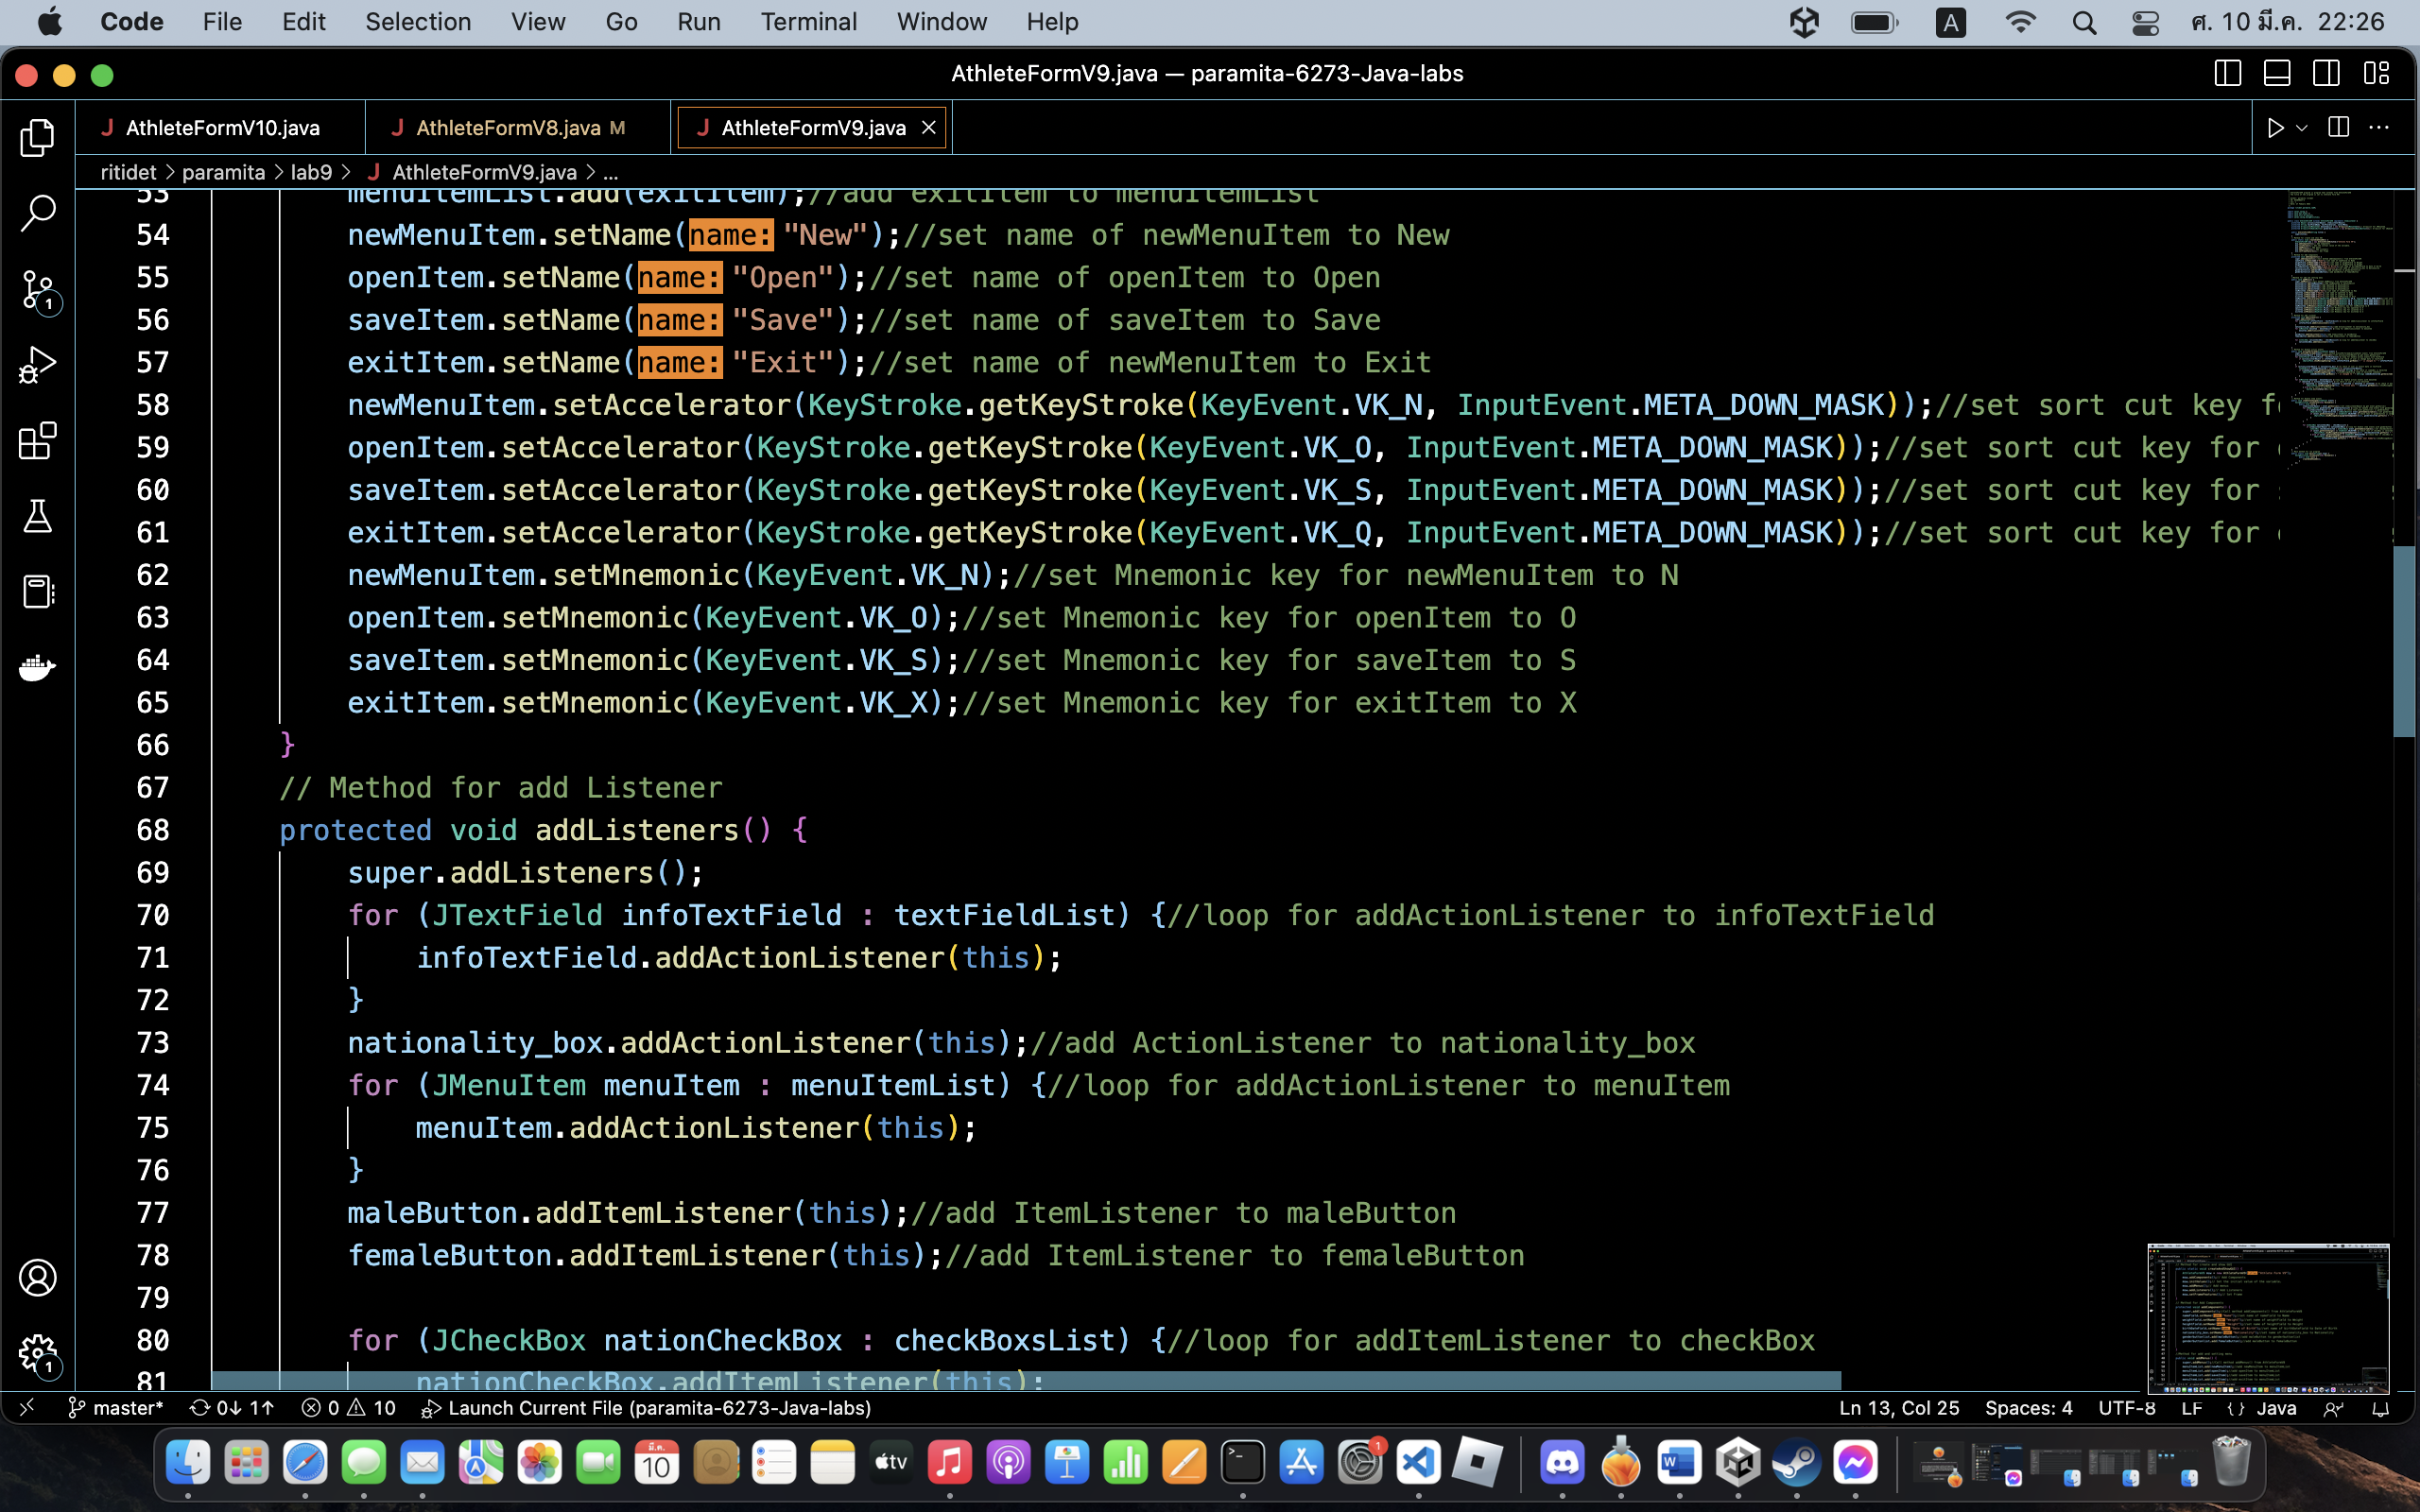 Code File Edit Selection View Go Run Terminal Window Help A ศ. 10 มี.ค. 22:26
AthleteFormV9.java — paramita-6273-Java-labs
J AthleteFormV10.java J AthleteFormV8.java M J AthleteFormV9.java
ritidet > paramita > lab9 > J AthleteFormV9.java > ...
53 menuItemList.add(exitItem);//add exitItem to menuItemList
54 newMenuItem.setName(name: "New");//set name of newMenuItem to New
55 openItem.setName(name: "Open");//set name of openItem to Open
56 saveItem.setName(name: "Save");//set name of saveItem to Save
57 exitItem.setName(name: "Exit");//set name of newMenuItem to Exit
58 newMenuItem.setAccelerator(KeyStroke.getKeyStroke(KeyEvent.VK_N, InputEvent.META_DOWN_MASK));//set sort cut key f
59 openItem.setAccelerator(KeyStroke.getKeyStroke(KeyEvent.VK_O, InputEvent.META_DOWN_MASK));//set sort cut key for
60 saveItem.setAccelerator(KeyStroke.getKeyStroke(KeyEvent.VK_S, InputEvent.META_DOWN_MASK));//set sort cut key for
61 exitItem.setAccelerator(KeyStroke.getKeyStroke(KeyEvent.VK_Q, InputEvent.META_DOWN_MASK));//set sort cut key for
62 newMenuItem.setMnemonic(KeyEvent.VK_N);//set Mnemonic key for newMenuItem to N
63 openItem.setMnemonic(KeyEvent.VK_O);//set Mnemonic key for openItem to O
64 saveItem.setMnemonic(KeyEvent.VK_S);//set Mnemonic key for saveItem to S
65 exitItem.setMnemonic(KeyEvent.VK_X);//set Mnemonic key for exitItem to X
66 }
67 // Method for add Listener
68 protected void addListeners() {
69 super.addListeners();
70 for (JTextField infoTextField : textFieldList) {//loop for addActionListener to infoTextField
71 infoTextField.addActionListener(this);
72 }
73 nationality_box.addActionListener(this);//add ActionListener to nationality_box
74 for (JMenuItem menuItem : menuItemList) {//loop for addActionListener to menuItem
75 menuItem.addActionListener(this);
76 }
77 maleButton.addItemListener(this);//add ItemListener to maleButton
78 femaleButton.addItemListener(this);//add ItemListener to femaleButton
79
80 for (JCheckBox nationCheckBox : checkBoxsList) {//loop for addItemListener to checkBox
81 nationCheckBox.addItemListener(this);
1
1
master* 0↓ 1↑ 0 10 Launch Current File (paramita-6273-Java-labs) Ln 13, Col 25 Spaces: 4 UTF-8 LF {} Java
มี.ค.
10
tv
1
W